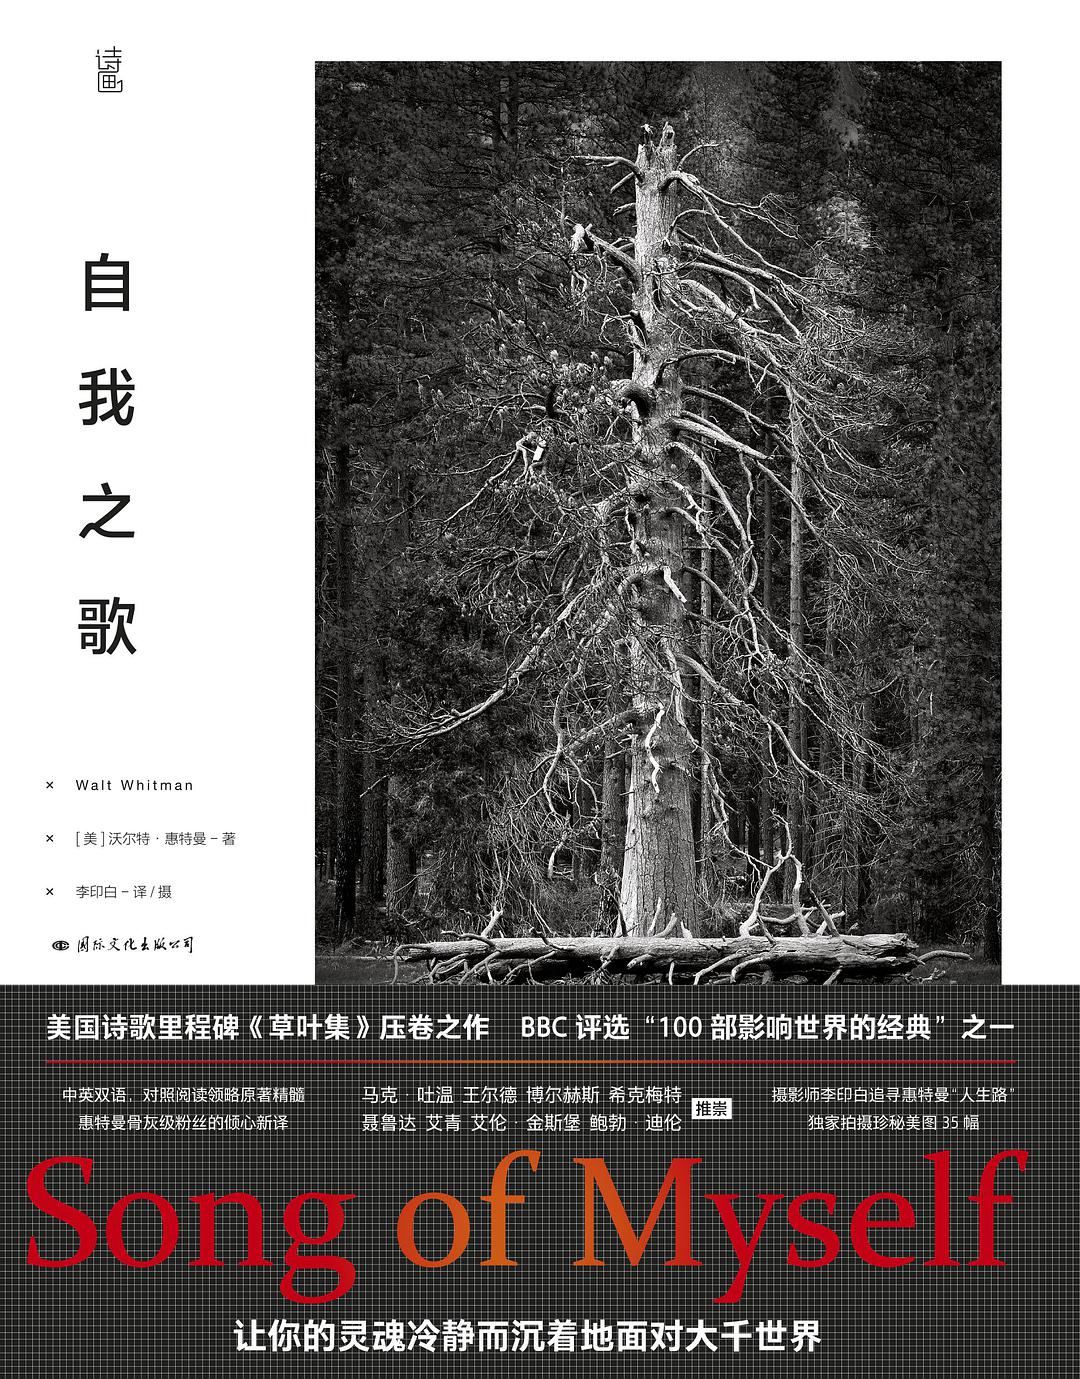 诗画
自我之歌
× Walt Whitman
× [美]沃尔特·惠特曼–著
× 李印白–译/摄
国际文化出版公司
美国诗歌里程碑《草叶集》压卷之作 BBC 评选“100 部影响世界的经典”之一
中英双语，对照阅读领略原著精髓
惠特曼骨灰级粉丝的倾心新译
马克·吐温 王尔德 博尔赫斯 希克梅特
聂鲁达 艾青 艾伦·金斯堡 鲍勃·迪伦
推崇
摄影师李印白追寻惠特曼“人生路”
独家拍摄珍秘美图 35 幅
Song of Myself
让你的灵魂冷静而沉着地面对大千世界